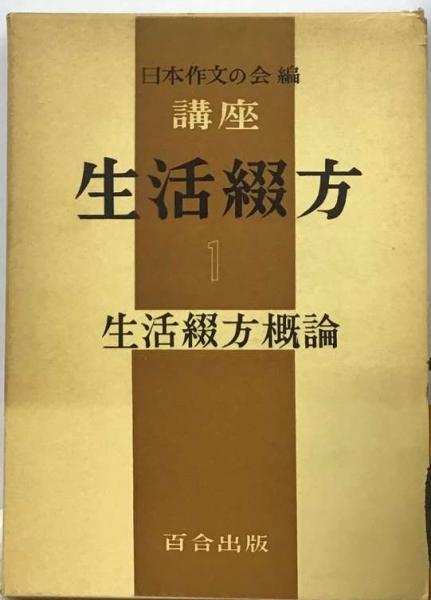 日本作文の会編
講座
生活綴方
1
生活綴方概論
百合出版